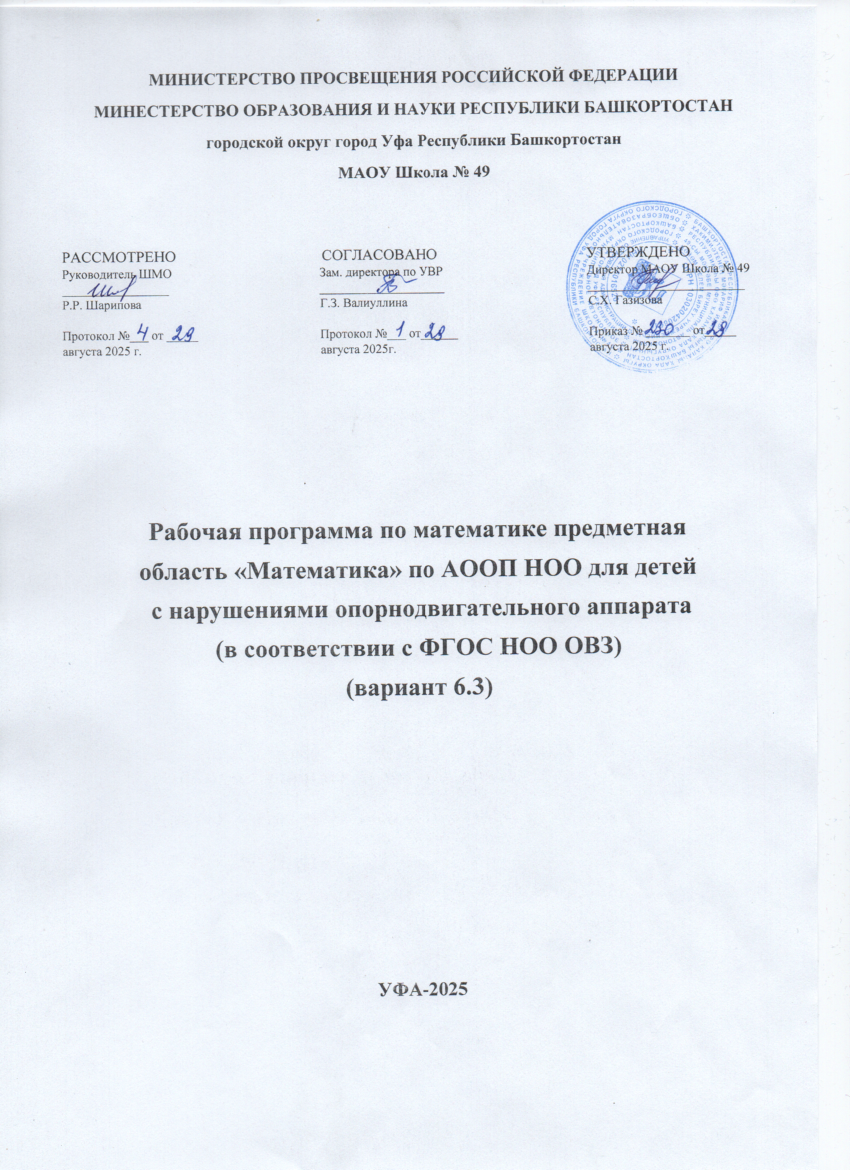 МИНИСТЕРСТВО ПРОСВЕЩЕНИЯ РОССИЙСКОЙ ФЕДЕРАЦИИ
МИНЕСТЕРСТВО ОБРАЗОВАНИЯ И НАУКИ РЕСПУБЛИКИ БАШКОРТОСТАН
городской округ город Уфа Республики Башкортостан
МАОУ Школа № 49
РАССМОТРЕНО
Руководитель ШМО
Р.Р. Шарипова
Протокол № 4 от 29
августа 2025 г.
СОГЛАСОВАНО
Зам. директора по УВР
Г.З. Валиуллина
Протокол № 1 от 28
августа 2025г.
УТВЕРЖДЕНО
Директор МАОУ Школа № 49
С.Х. Газизова
Приказ № 230 от 28
августа 2025 г.
Рабочая программа по математике предметная
область «Математика» по АООП НОО для детей
с нарушениями опорнодвигательного аппарата
(в соответствии с ФГОС НОО ОВЗ)
(вариант 6.3)
УФА-2025